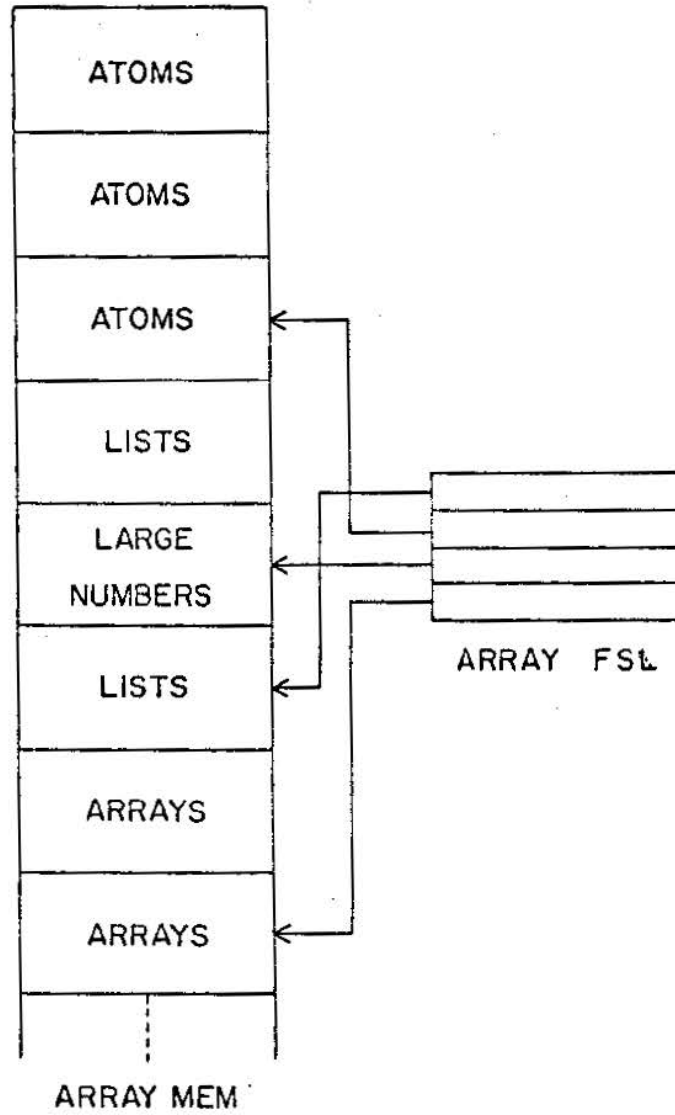 ATOMS
ATOMS
ATOMS
LISTS
LARGE
NUMBERS
LISTS
ARRAYS
ARRAYS
ARRAY MEM
ARRAY FSL